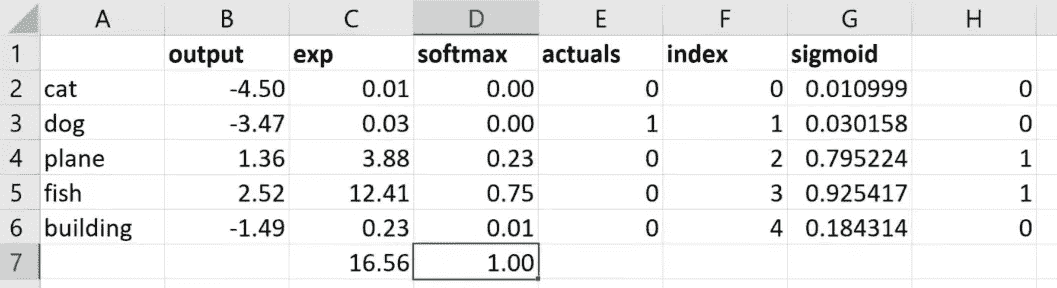 A B C D E F G H
1 output exp softmax actuals index sigmoid
2 cat -4.50 0.01 0.00 0 0 0.010999 0
3 dog -3.47 0.03 0.00 1 1 0.030158 0
4 plane 1.36 3.88 0.23 0 2 0.795224 1
5 fish 2.52 12.41 0.75 0 3 0.925417 1
6 building -1.49 0.23 0.01 0 4 0.184314 0
7 16.56 1.00